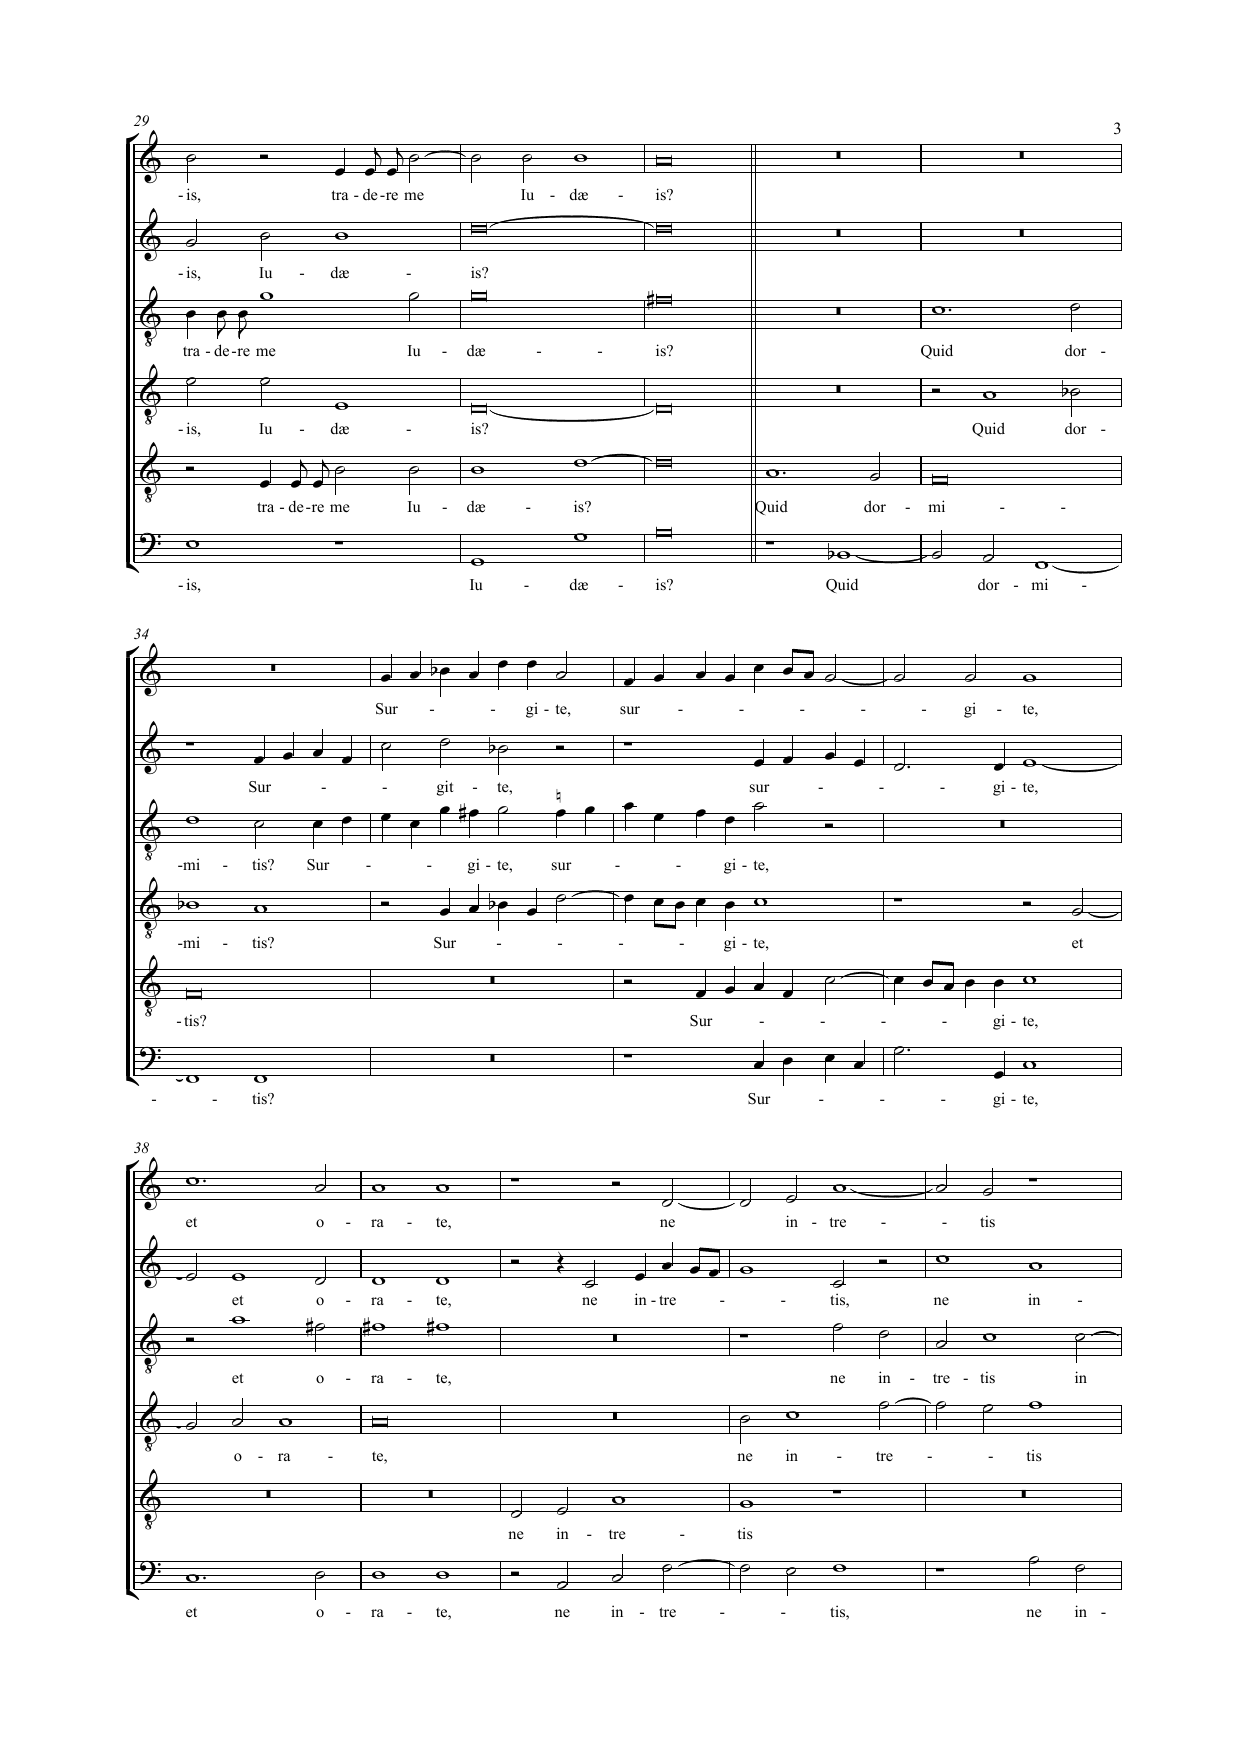 29
3
- is, tra - de -re me Iu - dæ - is?
- is, Iu - dæ - is?
tra - de -re me Iu - dæ - - is? Quid dor -
- is, Iu - dæ - is? Quid dor -
tra - de -re me Iu - dæ - is? Quid dor - mi - -
- is, Iu - dæ - is? Quid dor - mi -
34
Sur - - gi - te, sur - - - - - gi - te,
Sur - - git - te, sur - - - gi - te,
-mi - tis? Sur - - - gi - te, sur - - gi - te,
-mi - tis? Sur - - - - gi - te, et
- tis? Sur - - - - gi - te,
- - tis? Sur - - - gi - te,
38
et o - ra - te, ne in - tre - - tis
et o - ra - te, ne in - tre - - tis, ne in -
et o - ra - te, ne in - tre - tis in
o - ra - te, ne in - tre - - tis
ne in - tre - tis
et o - ra - te, ne in - tre - - tis, ne in -